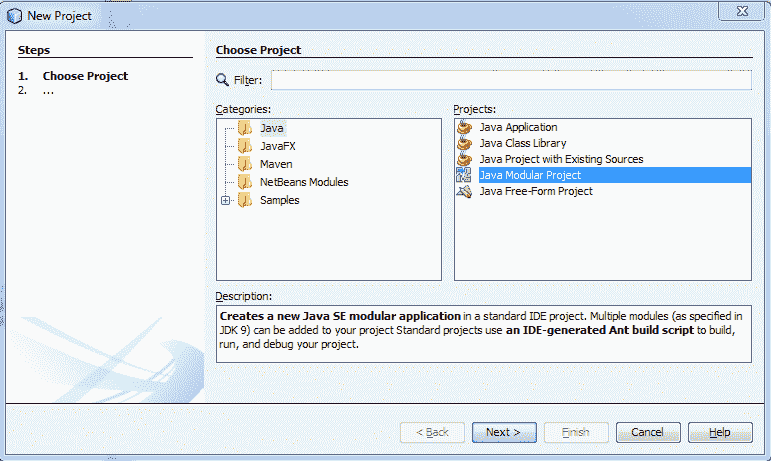 New Project
Steps
1. Choose Project
2. ...
Choose Project
Filter:
Categories:
Java
JavaFX
Maven
NetBeans Modules
Samples
Projects:
Java Application
Java Class Library
Java Project with Existing Sources
Java Modular Project
Java Free-Form Project
Description:
Creates a new Java SE modular application in a standard IDE project. Multiple modules (as specified in
JDK 9) can be added to your project Standard projects use an IDE-generated Ant build script to build,
run, and debug your project.
< Back Next > Finish Cancel Help